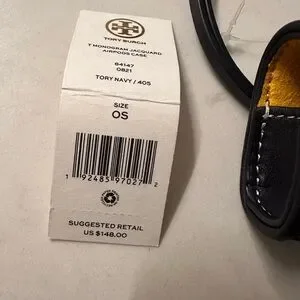 TORY BURCH
T MONOGRAM JACQUARD
AIRPODS CASE
84147
0821
TORY NAVY / 405
SIZE
OS
1 92485 97027 2
SUGGESTED RETAIL
US $148.00